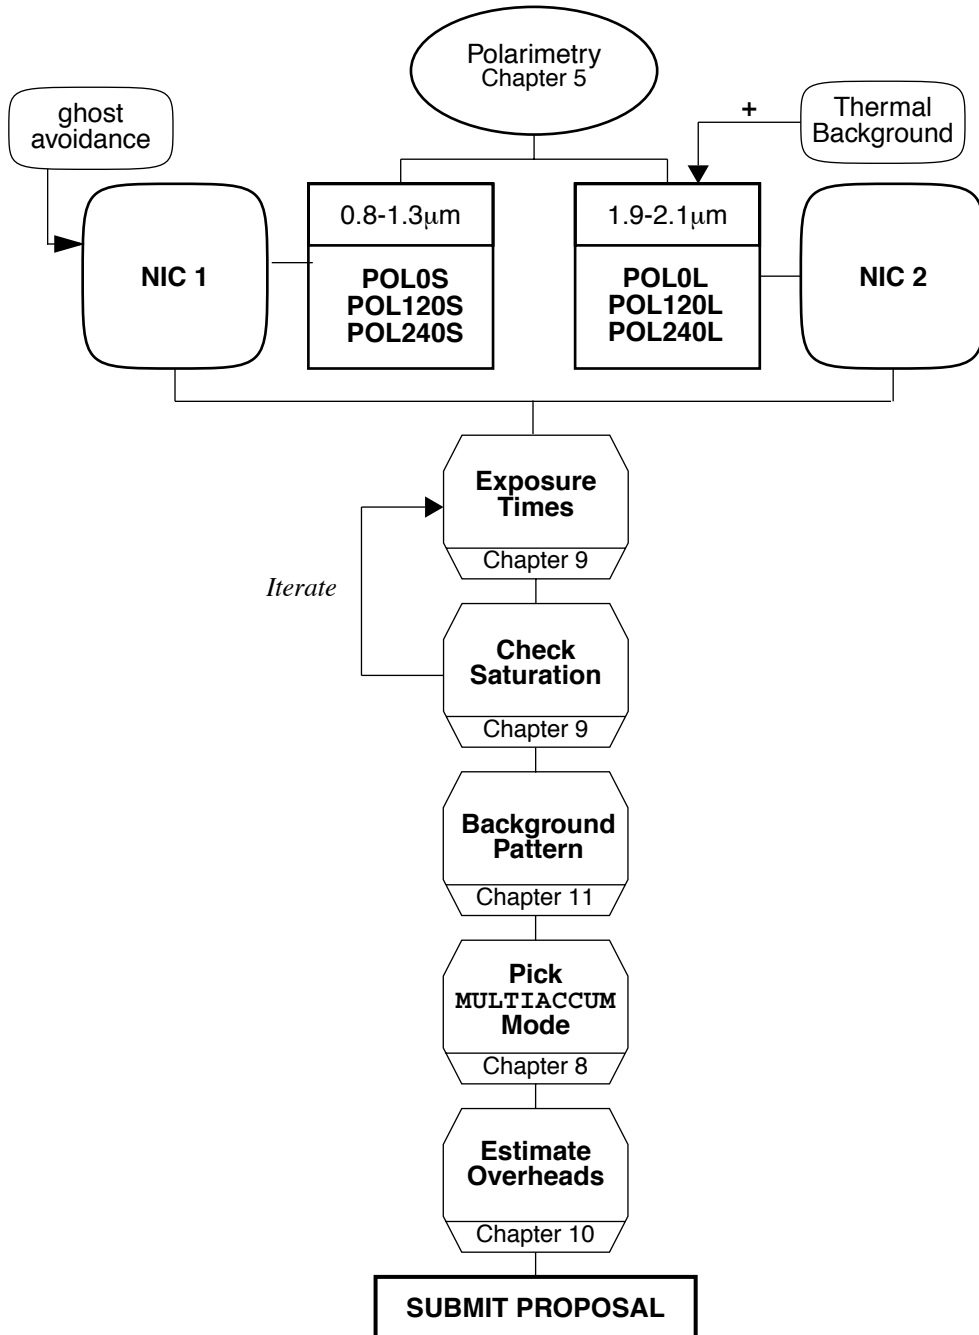 Polarimetry
Chapter 5
ghost
avoidance
+
Thermal
Background
0.8-1.3μm
1.9-2.1μm
NIC 1
POL0S
POL120S
POL240S
POL0L
POL120L
POL240L
NIC 2
Exposure
Times
Chapter 9
Iterate
Check
Saturation
Chapter 9
Background
Pattern
Chapter 11
Pick
MULTIACCUM
Mode
Chapter 8
Estimate
Overheads
Chapter 10
SUBMIT PROPOSAL